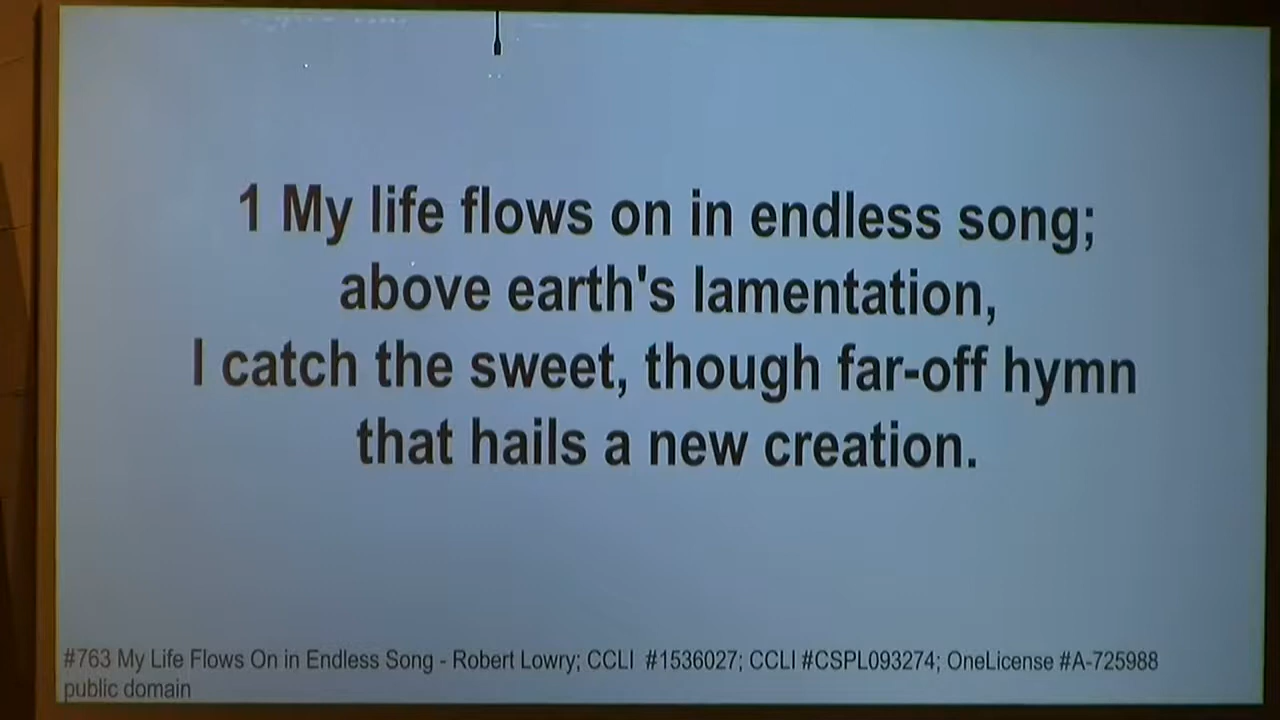 1 My life flows on in endless song;
above earth's lamentation,
I catch the sweet, though far-off hymn
that hails a new creation.
#763 My Life Flows On in Endless Song - Robert Lowry; CCLI  #1536027; CCLI #CSPL093274; OneLicense #A-725988
public domain